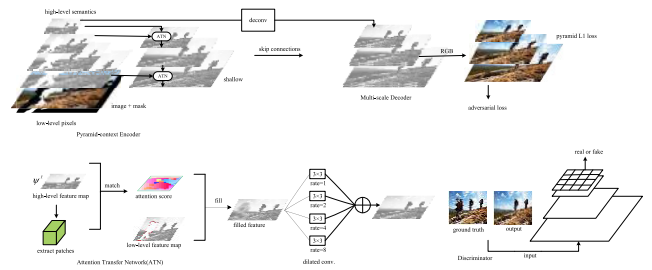 high-level semantics
deconv
ATN
ATN
skip connections
RGB
pyramid L1 loss
shallow
image + mask
Multi-scale Decoder
adversarial loss
low-level pixels
Pyramid-context Encoder
real or fake
ψ
high-level feature map
match
attention score
fill
filled feature
3×3
rate=1
3×3
rate=2
3×3
rate=4
3×3
rate=8
ground truth
output
extract patches
low-level feature map
Attention Transfer Network(ATN)
dilated conv.
Discriminator
input